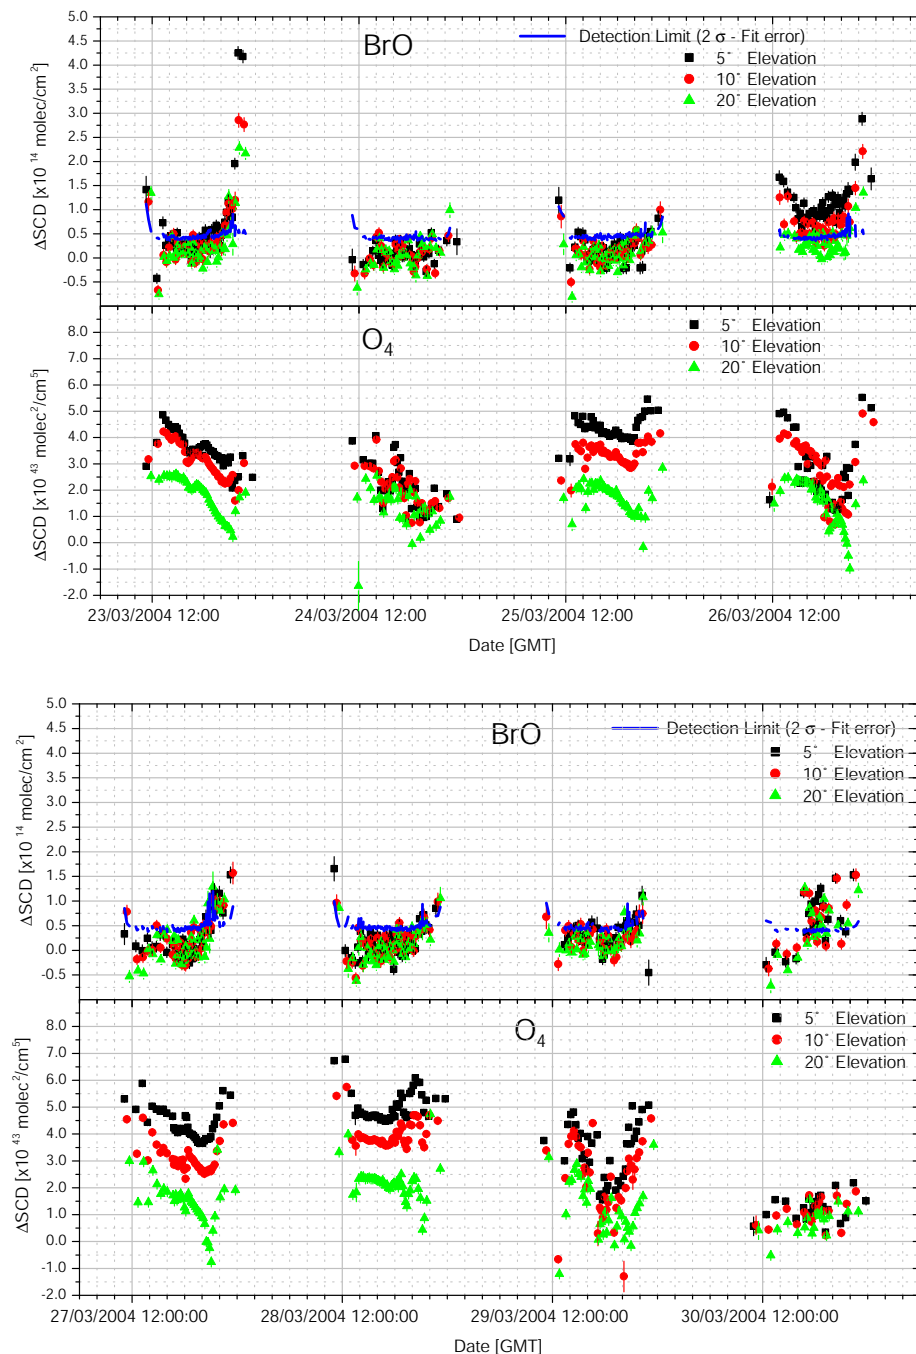 5.0
BrO
Detection Limit (2 σ - Fit error)
4.5
5° Elevation
4.0
10° Elevation
3.5
20° Elevation
3.0
2.5
2.0
1.5
1.0
0.5
0.0
-0.5
ΔSCD [x10 14 molec/cm2]
O4
5° Elevation
8.0
10° Elevation
7.0
20° Elevation
6.0
5.0
4.0
3.0
2.0
1.0
0.0
-1.0
-2.0
ΔSCD [x10 43 molec2/cm5]
23/03/2004 12:00 24/03/2004 12:00 25/03/2004 12:00 26/03/2004 12:00
Date [GMT]
5.0
BrO
Detection Limit (2 σ - Fit error)
4.5
5° Elevation
4.0
10° Elevation
3.5
20° Elevation
3.0
2.5
2.0
1.5
1.0
0.5
0.0
-0.5
ΔSCD [x10 14 molec/cm2]
O4
5° Elevation
8.0
10° Elevation
7.0
20° Elevation
6.0
5.0
4.0
3.0
2.0
1.0
0.0
-1.0
-2.0
ΔSCD [x10 43 molec2/cm5]
27/03/2004 12:00:00 28/03/2004 12:00:00 29/03/2004 12:00:00 30/03/2004 12:00:00
Date [GMT]